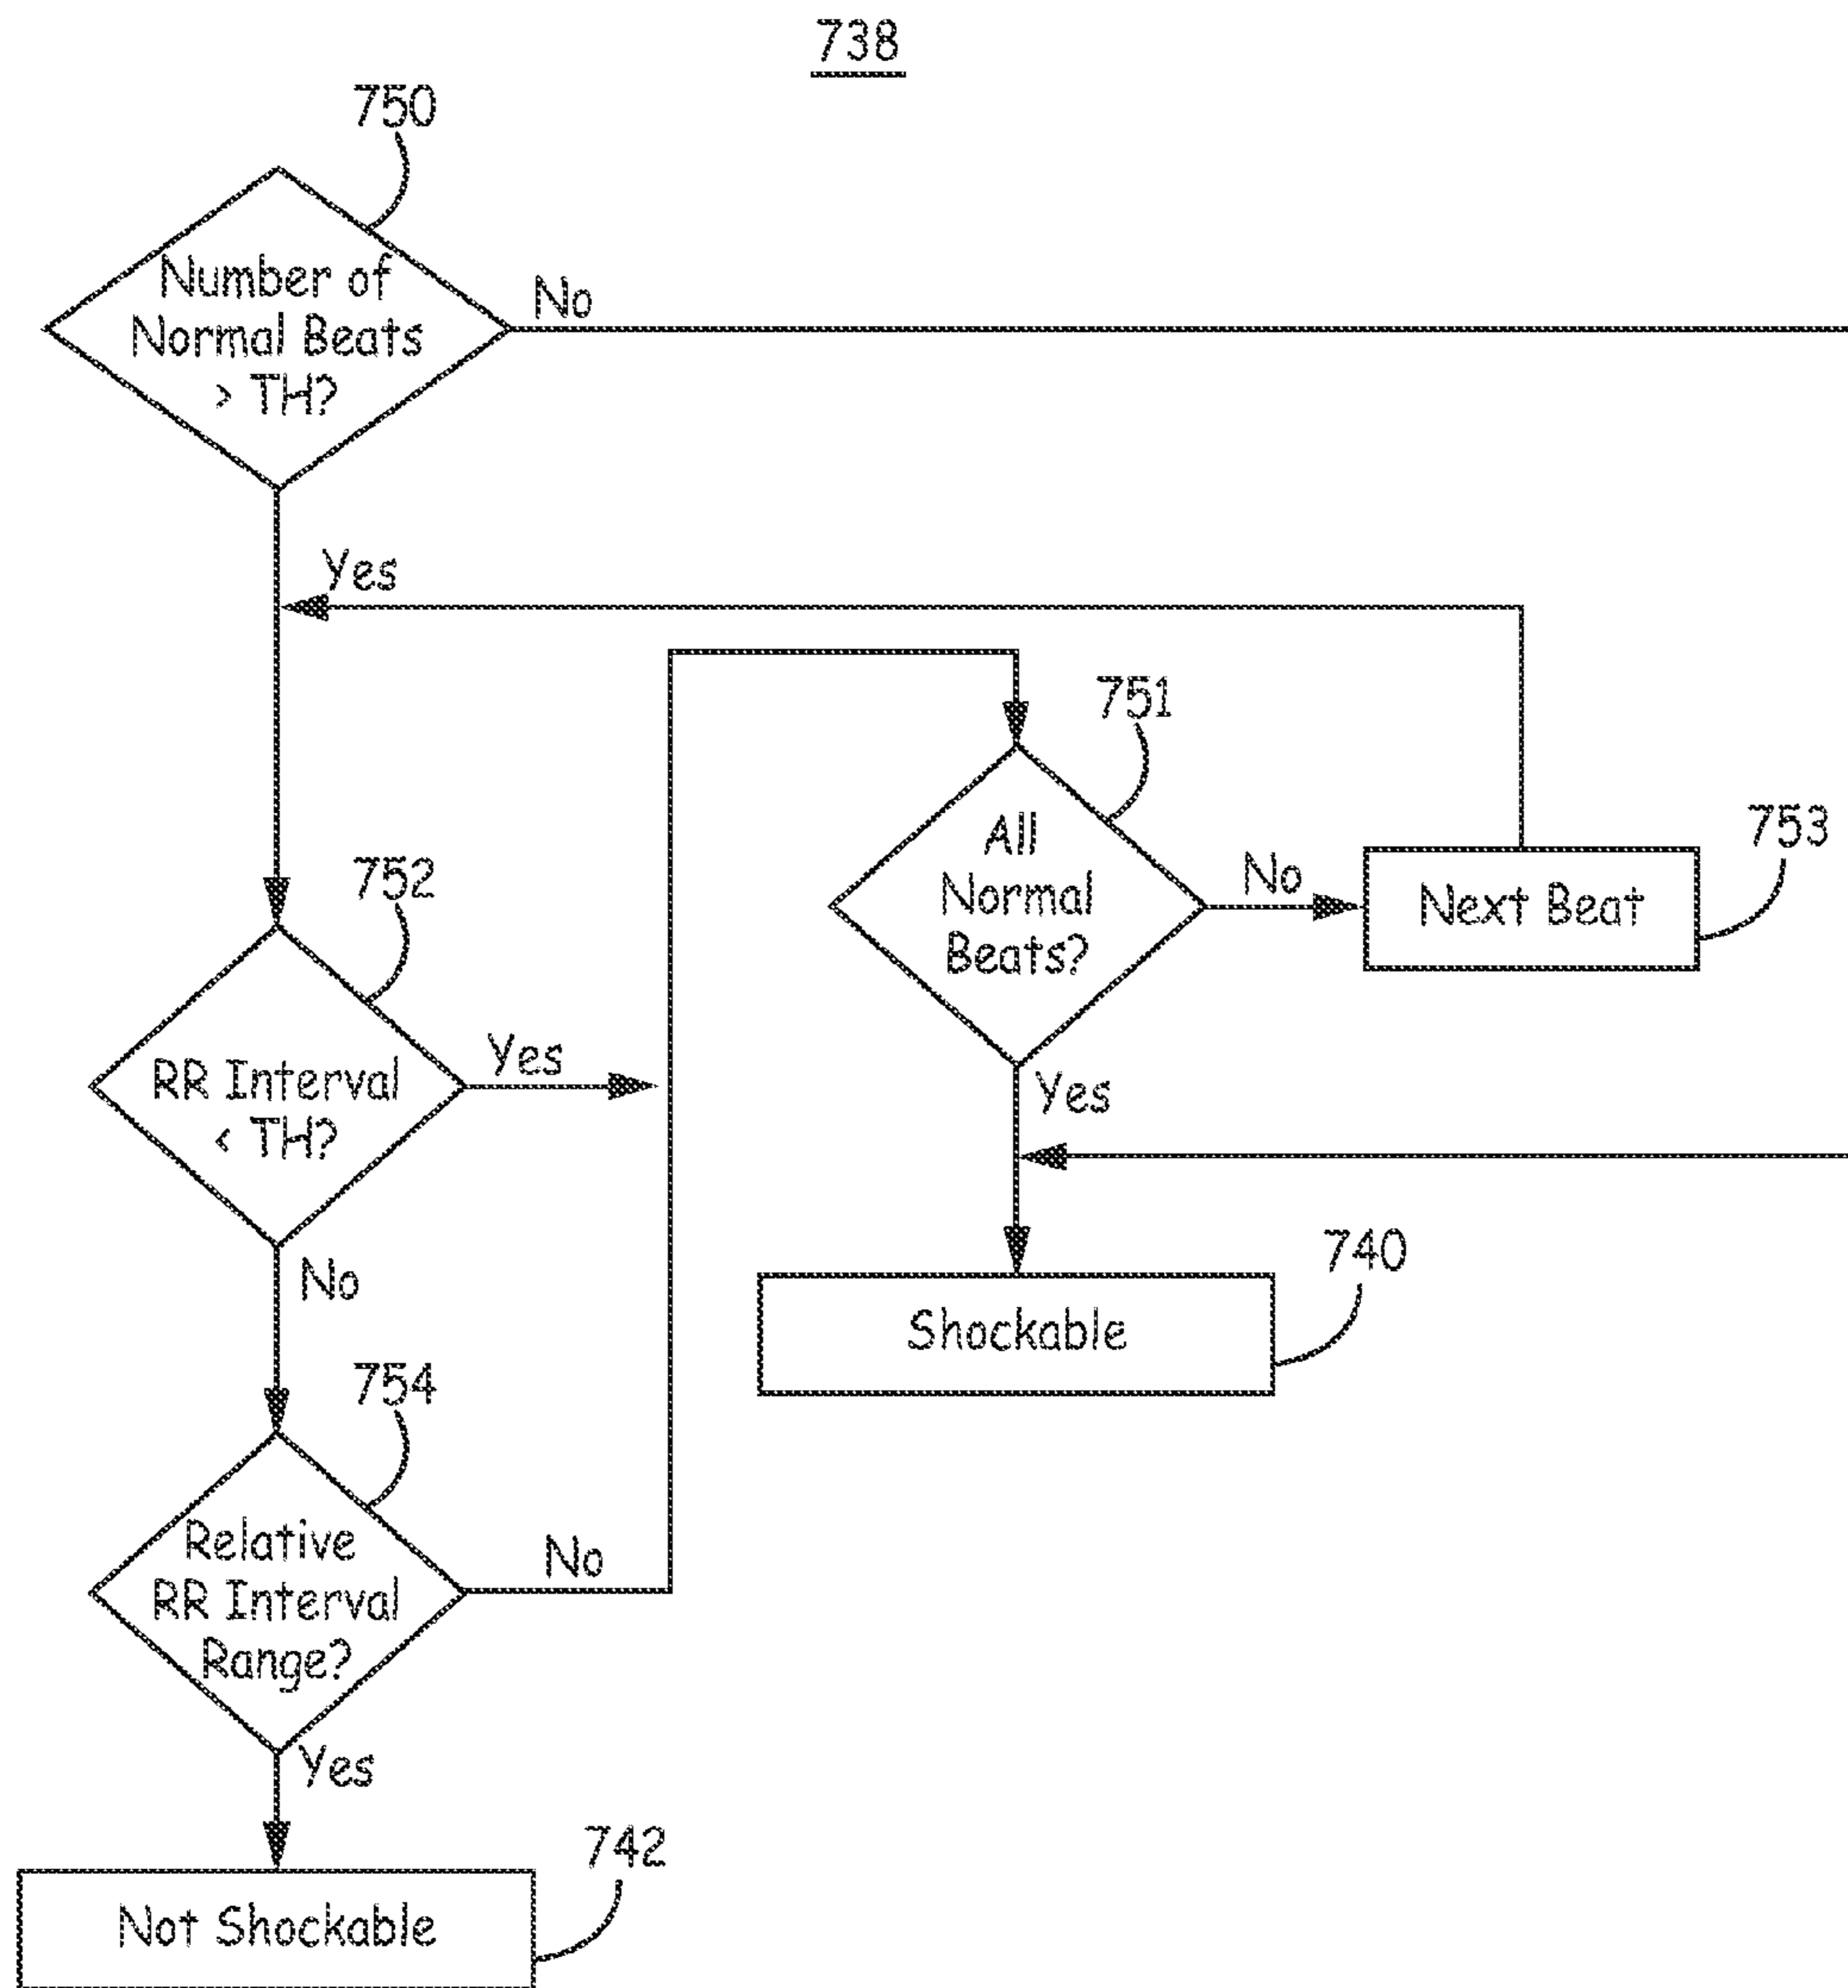 738
750
Number of
Normal Beats
> TH?
No
Yes
751
All
Normal
Beats?
No
753
Next Beat
752
RR Interval
< TH?
Yes
Yes
No
740
Shockable
754
Relative
RR Interval
Range?
No
Yes
742
Not Shockable